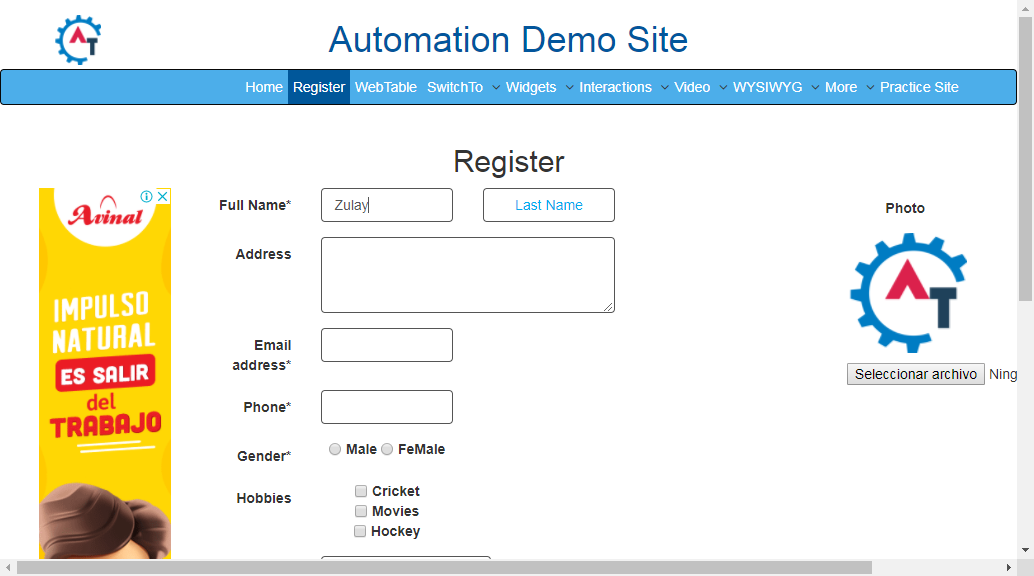 AT
Automation Demo Site
Home Register WebTable SwitchTo Widgets Interactions Video WYSIWYG More Practice Site
Register
Avinal
IMPULSO
NATURAL
ES SALIR
del
TRABAJO
Full Name*
Zulay
Last Name
Address
Email
address*
Phone*
Gender*
Male FeMale
Hobbies
Cricket
Movies
Hockey
Photo
AT
Seleccionar archivo Ning